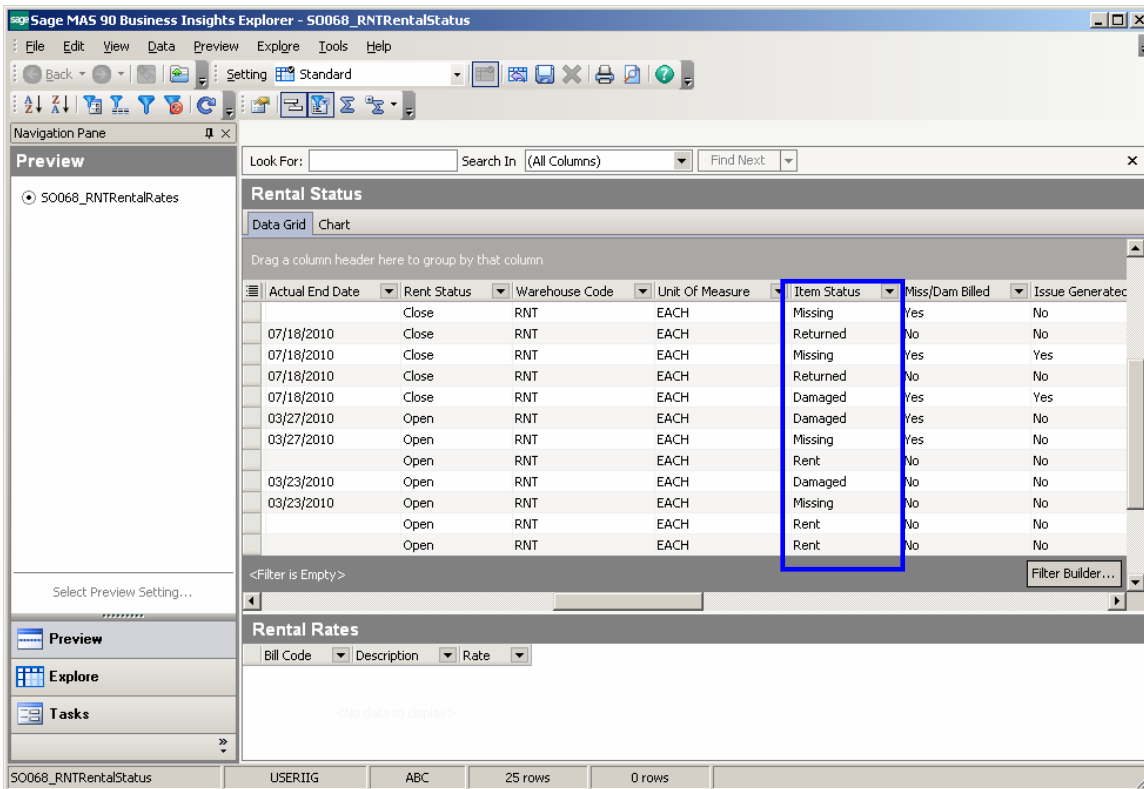 sage Sage MAS 90 Business Insights Explorer - SO068_RNTRentalStatus
File Edit View Data Preview Explore Tools Help
Back Setting Standard
Navigation Pane
Preview
Look For: Search In (All Columns) Find Next
SO068_RNTRentalRates
Rental Status
Data Grid Chart
Drag a column header here to group by that column
Actual End Date Rent Status Warehouse Code Unit Of Measure Item Status Miss/Dam Billed Issue Generated
Close RNT EACH Missing Yes No
07/18/2010 Close RNT EACH Returned No No
07/18/2010 Close RNT EACH Missing Yes Yes
07/18/2010 Close RNT EACH Returned No No
07/18/2010 Close RNT EACH Damaged Yes Yes
03/27/2010 Open RNT EACH Damaged Yes No
03/27/2010 Open RNT EACH Missing Yes No
Open RNT EACH Rent No No
03/23/2010 Open RNT EACH Damaged No No
03/23/2010 Open RNT EACH Missing No No
Open RNT EACH Rent No No
Open RNT EACH Rent No No
<Filter is Empty> Filter Builder...
Select Preview Setting...
Preview
Explore
Tasks
Rental Rates
Bill Code Description Rate
<No data to display>
SO068_RNTRentalStatus USERIIG ABC 25 rows 0 rows